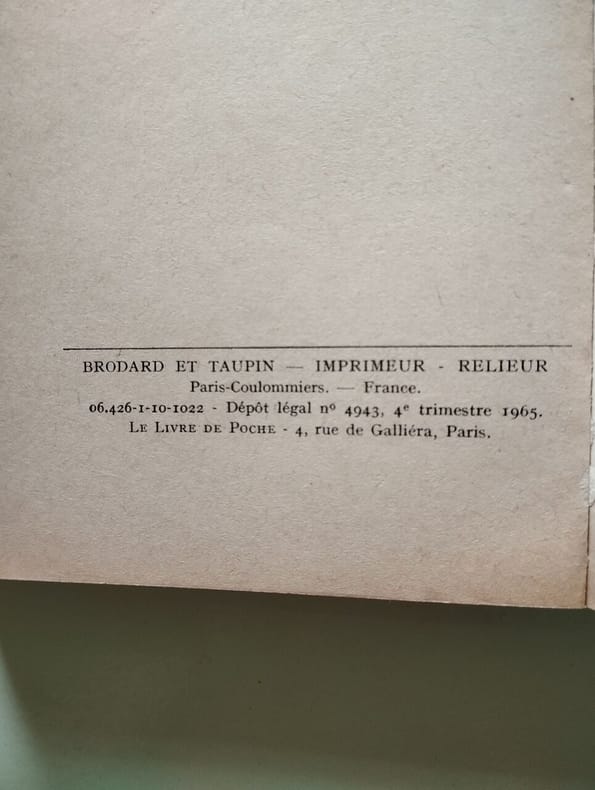 BRODARD ET TAUPIN — IMPRIMEUR - RELIEUR
Paris-Coulommiers. — France.
06.426-1-10-1022 - Dépôt légal nº 4943, 4e trimestre 1965.
LE LIVRE DE POCHE - 4, rue de Galliéra, Paris.